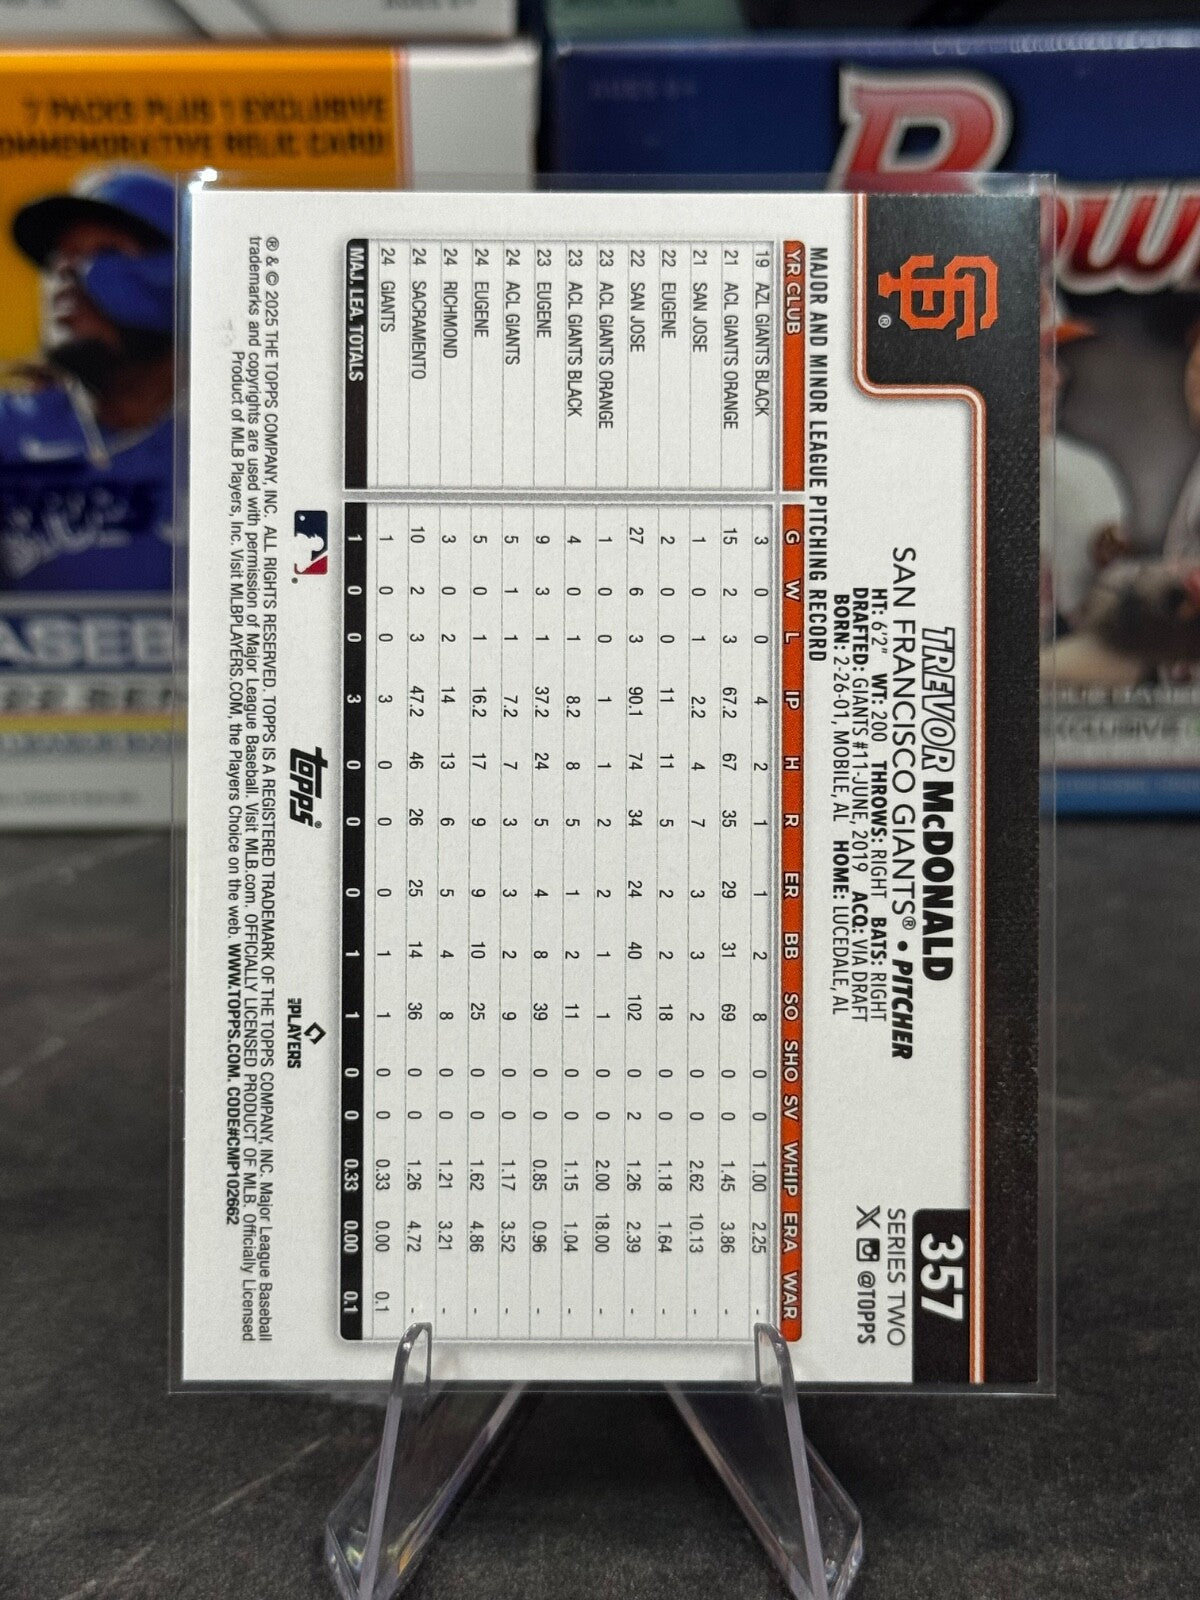 7 PACKS PLUS 1 EXCLUSIVE
COMMEMORATIVE RELIC CARD!
357
SERIES TWO
@TOPPS
TREVOR McDONALD
SAN FRANCISCO GIANTS® • PITCHER
HT: 6'2" WT: 200 THROWS: RIGHT BATS: RIGHT
DRAFTED: GIANTS #11-JUNE, 2019 ACQ: VIA DRAFT
BORN: 2-26-01, MOBILE, AL HOME: LUCEDALE, AL
SF ®
MAJOR AND MINOR LEAGUE PITCHING RECORD
YR CLUB G W L IP H R ER BB SO SHO SV WHIP ERA WAR
19 AZL GIANTS BLACK 3 0 0 4 2 1 1 2 8 0 0 1.00 2.25 -
21 ACL GIANTS ORANGE 15 2 3 67.2 67 35 29 31 69 0 0 1.45 3.86 -
21 SAN JOSE 1 0 1 2.2 4 7 3 3 2 0 0 2.62 10.13 -
22 EUGENE 2 0 0 11 11 5 2 2 18 0 0 1.18 1.64 -
22 SAN JOSE 27 6 3 90.1 74 34 24 40 102 0 2 1.26 2.39 -
23 ACL GIANTS ORANGE 1 0 0 1 1 2 2 1 1 0 0 2.00 18.00 -
23 ACL GIANTS BLACK 4 0 1 8.2 8 5 1 2 11 0 0 1.15 1.04 -
23 EUGENE 9 3 1 37.2 24 5 4 8 39 0 0 0.85 0.96 -
24 ACL GIANTS 5 1 1 7.2 7 3 3 2 9 0 0 1.17 3.52 -
24 EUGENE 5 0 1 16.2 17 9 9 10 25 0 0 1.62 4.86 -
24 RICHMOND 3 0 2 14 13 6 5 4 8 0 0 1.21 3.21 -
24 SACRAMENTO 10 2 3 47.2 46 26 25 14 36 0 0 1.26 4.72 -
24 GIANTS 1 0 0 3 0 0 0 1 1 0 0 0.33 0.00 0.1
MAJ. LEA. TOTALS 1 0 0 3 0 0 0 1 1 0 0 0.33 0.00 0.1
topps®
PLAYERS
® & © 2025 THE TOPPS COMPANY, INC. ALL RIGHTS RESERVED. TOPPS IS A REGISTERED TRADEMARK OF THE TOPPS COMPANY, INC. Major League Baseball
trademarks and copyrights are used with permission of Major League Baseball. Visit MLB.com. OFFICIALLY LICENSED PRODUCT OF MLB. Officially Licensed
Product of MLB Players, Inc. Visit MLBPLAYERS.COM, the Players Choice on the web. WWW.TOPPS.COM. CODE#CMP102662